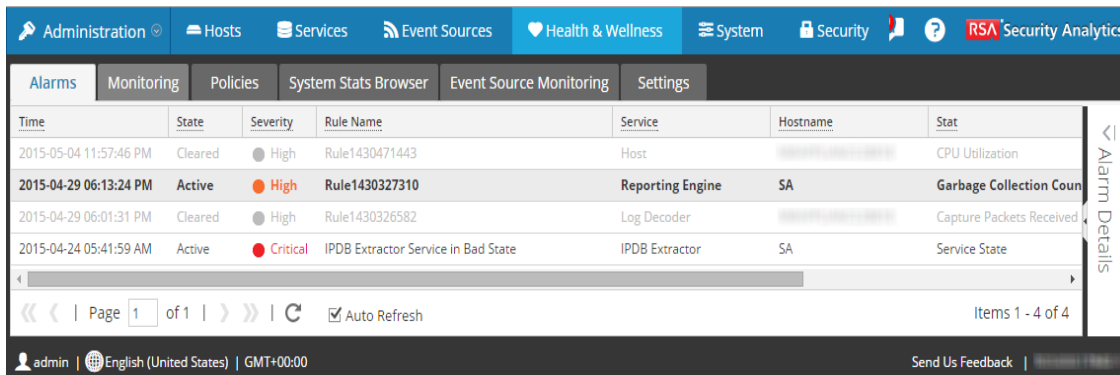 Administration Hosts Services Event Sources Health & Wellness System Security ? RSA Security Analytics
Alarms Monitoring Policies System Stats Browser Event Source Monitoring Settings
Time State Severity Rule Name Service Hostname Stat
2015-05-04 11:57:46 PM Cleared High Rule1430471443 Host CPU Utilization
2015-04-29 06:13:24 PM Active High Rule1430327310 Reporting Engine SA Garbage Collection Coun
2015-04-29 06:01:31 PM Cleared High Rule1430326582 Log Decoder Capture Packets Received
2015-04-24 05:41:59 AM Active Critical IPDB Extractor Service in Bad State IPDB Extractor SA Service State
Alarm Details
Page 1 of 1 Auto Refresh Items 1 - 4 of 4
admin | English (United States) | GMT+00:00 Send Us Feedback |